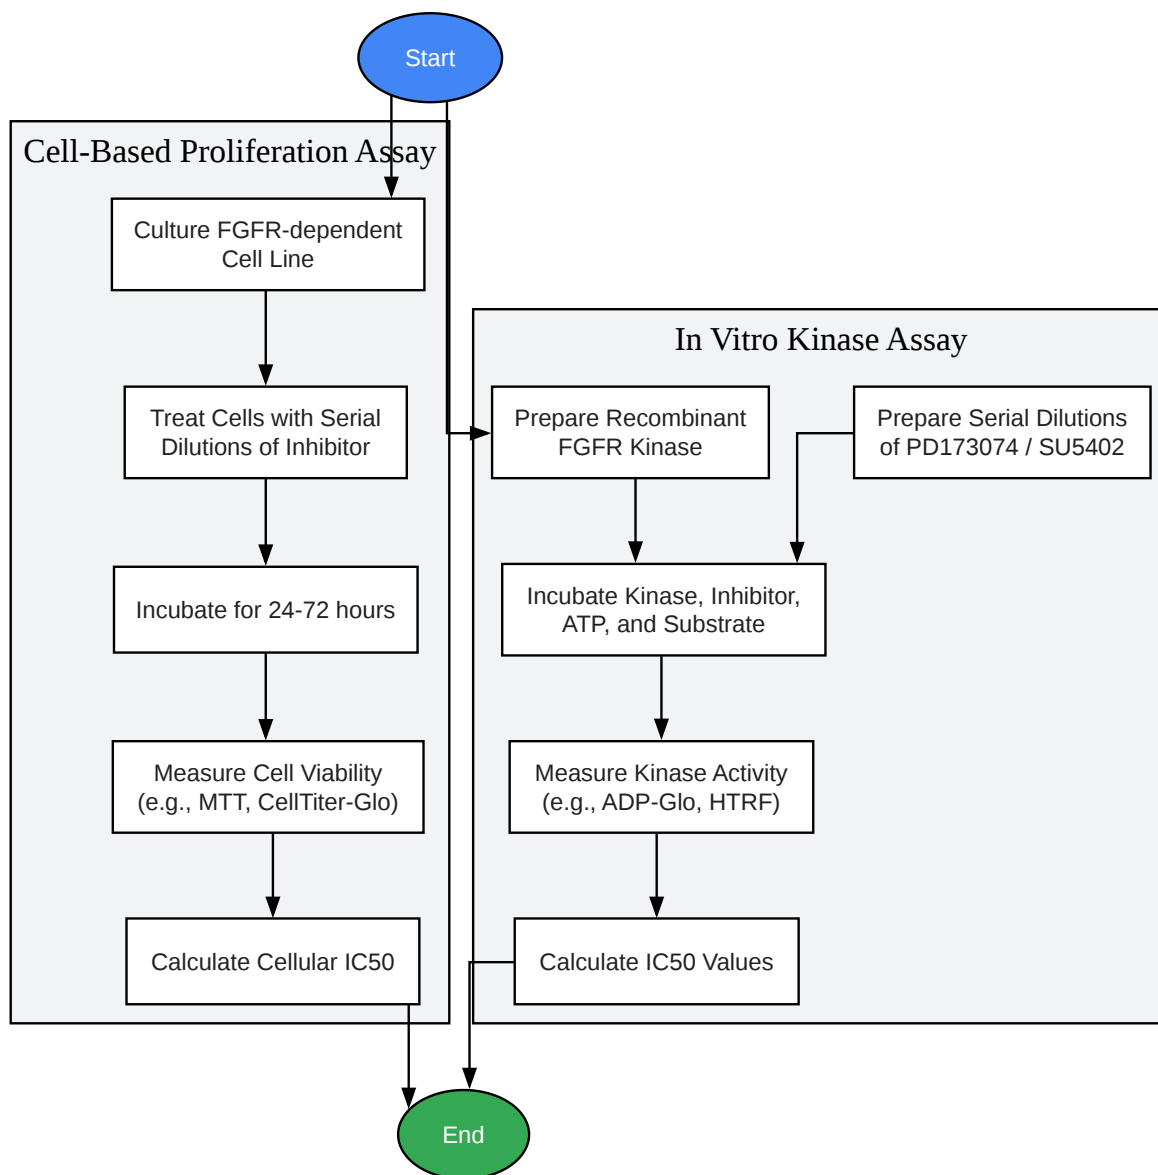 Start
Cell-Based Proliferation Assay
Culture FGFR-dependent
Cell Line
Treat Cells with Serial
Dilutions of Inhibitor
Incubate for 24-72 hours
Measure Cell Viability
(e.g., MTT, CellTiter-Glo)
Calculate Cellular IC50
In Vitro Kinase Assay
Prepare Recombinant
FGFR Kinase
Prepare Serial Dilutions
of PD173074 / SU5402
Incubate Kinase, Inhibitor,
ATP, and Substrate
Measure Kinase Activity
(e.g., ADP-Glo, HTRF)
Calculate IC50 Values
End